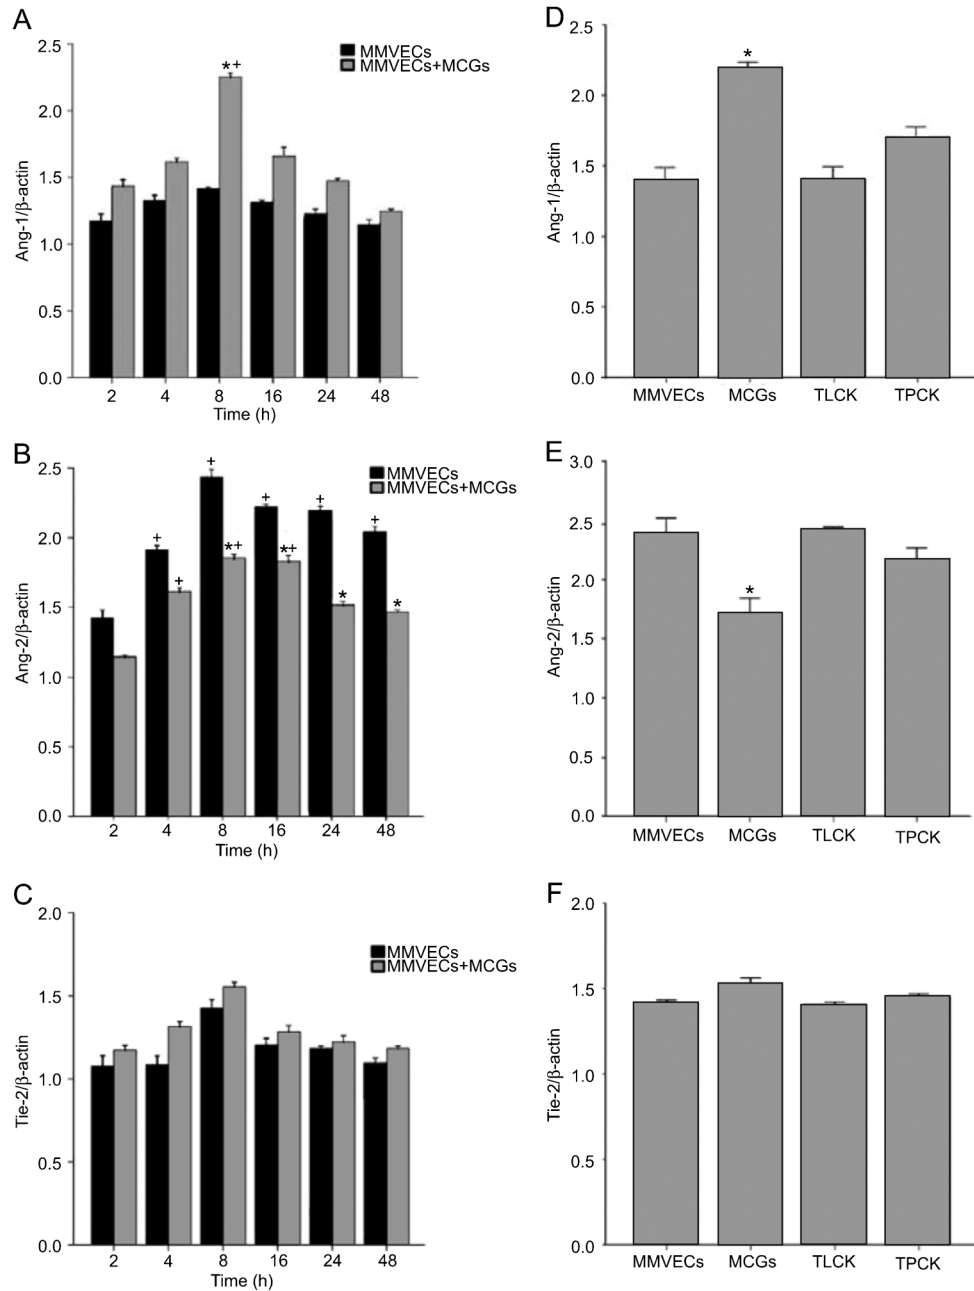 A
Ang-1/β-actin
2.5
2.0
1.5
1.0
0.5
0.0
MMVECs
MMVECs+MCGs
*+
2 4 8 16 24 48
Time (h)
D
Ang-1/β-actin
2.5
2.0
1.5
1.0
0.5
0.0
*
MMVECs MCGs TLCK TPCK
B
Ang-2/β-actin
2.5
2.0
1.5
1.0
0.5
0.0
MMVECs
MMVECs+MCGs
+ + + + +
+ *+ *+ * *
2 4 8 16 24 48
Time (h)
E
Ang-2/β-actin
3.0
2.5
2.0
1.5
1.0
0.5
0.0
*
MMVECs MCGs TLCK TPCK
C
Tie-2/β-actin
2.0
1.5
1.0
0.5
0.0
MMVECs
MMVECs+MCGs
2 4 8 16 24 48
Time (h)
F
Tie-2/β-actin
2.0
1.5
1.0
0.5
0.0
MMVECs MCGs TLCK TPCK